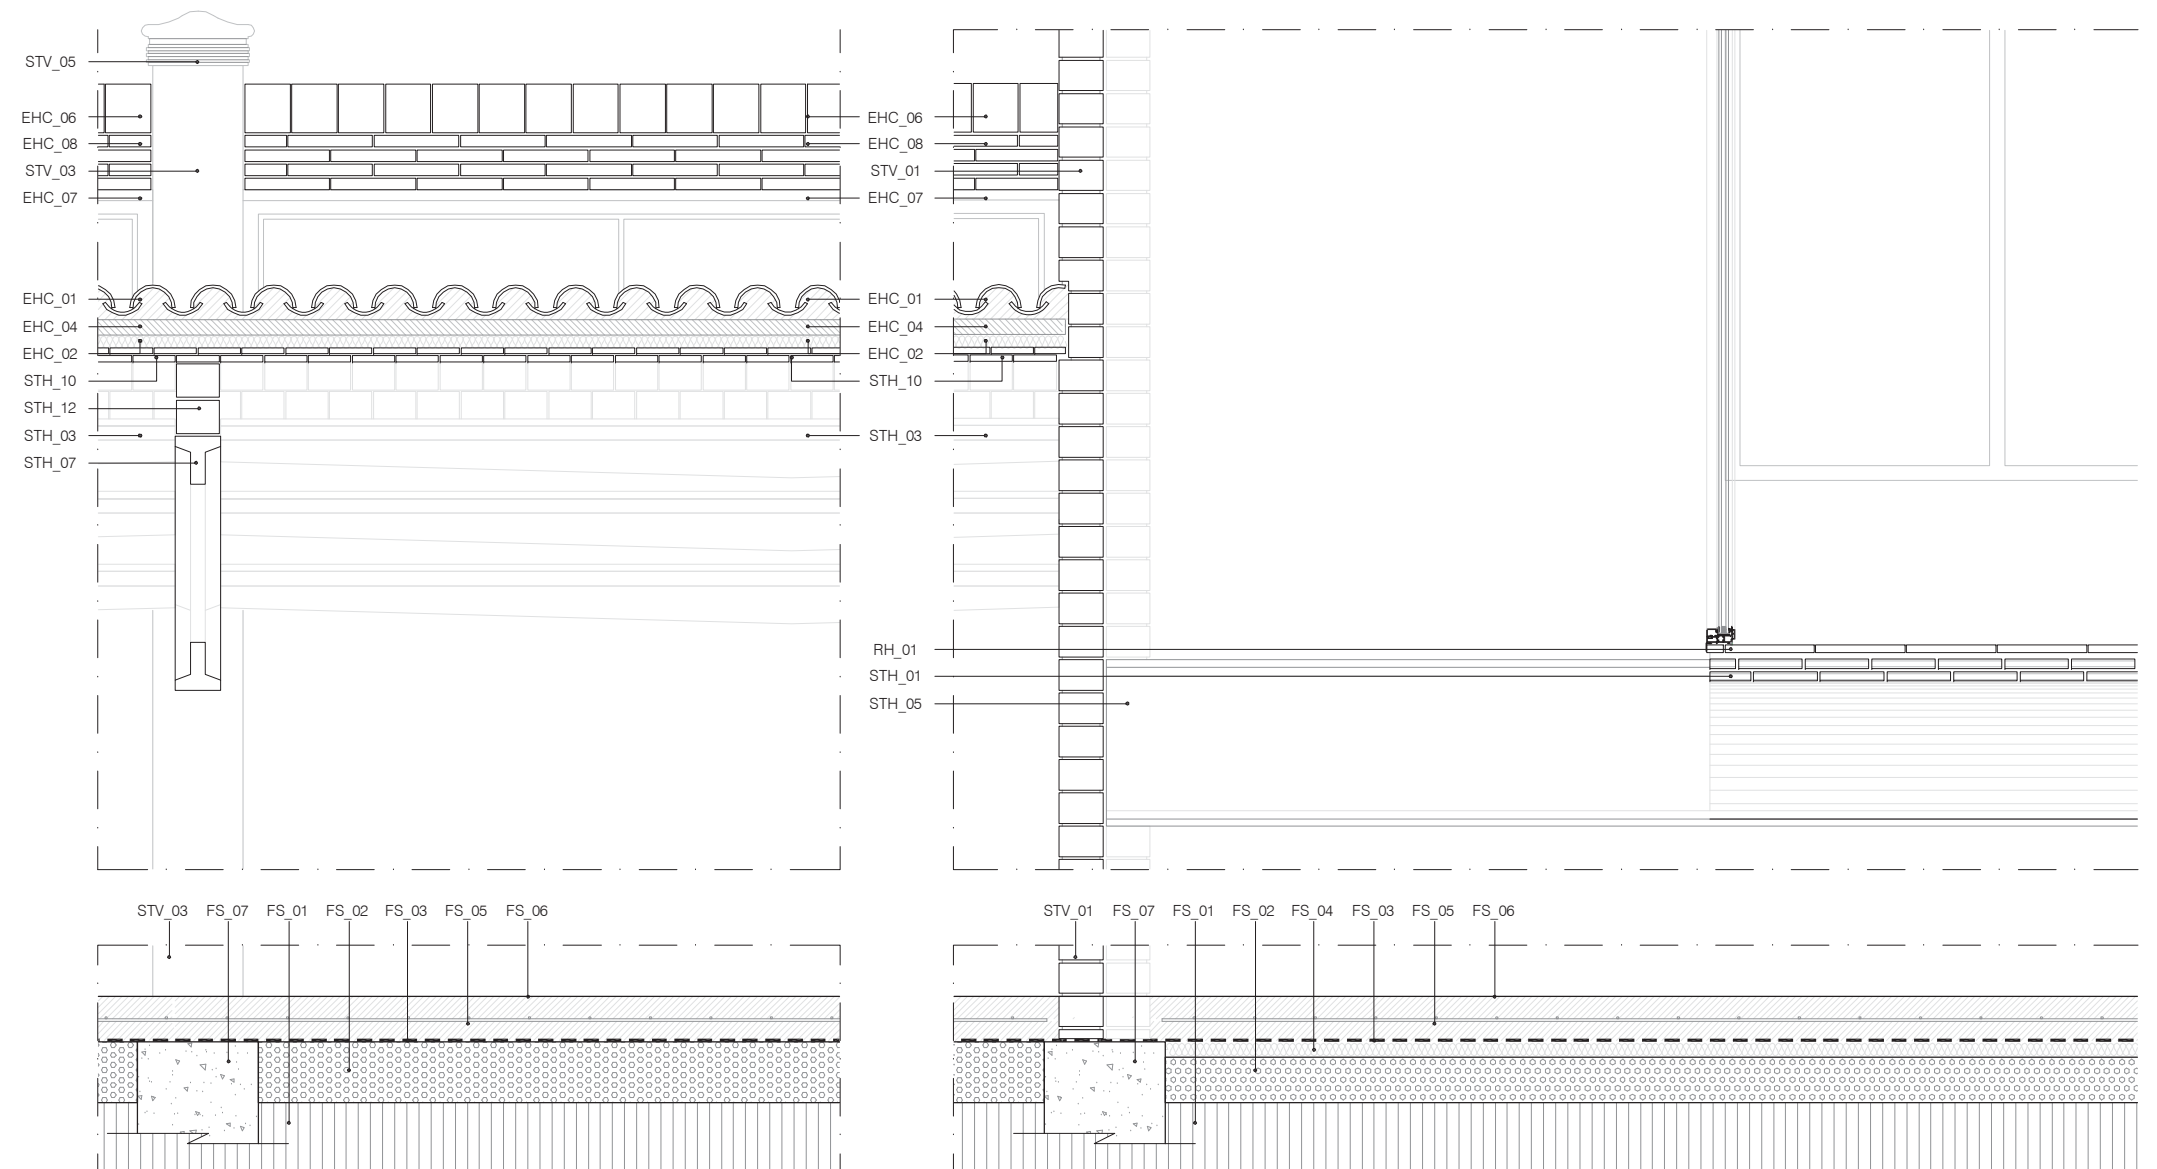 STV_05
EHC_06 EHC_06
EHC_08 EHC_08
STV_03 STV_01
EHC_07 EHC_07
EHC_01 EHC_01
EHC_04 EHC_04
EHC_02 EHC_02
STH_10 STH_10
STH_12
STH_03 STH_03
STH_07
RH_01
STH_01
STH_05
STV_03 FS_07 FS_01 FS_02 FS_03 FS_05 FS_06 STV_01 FS_07 FS_01 FS_02 FS_04 FS_03 FS_05 FS_06